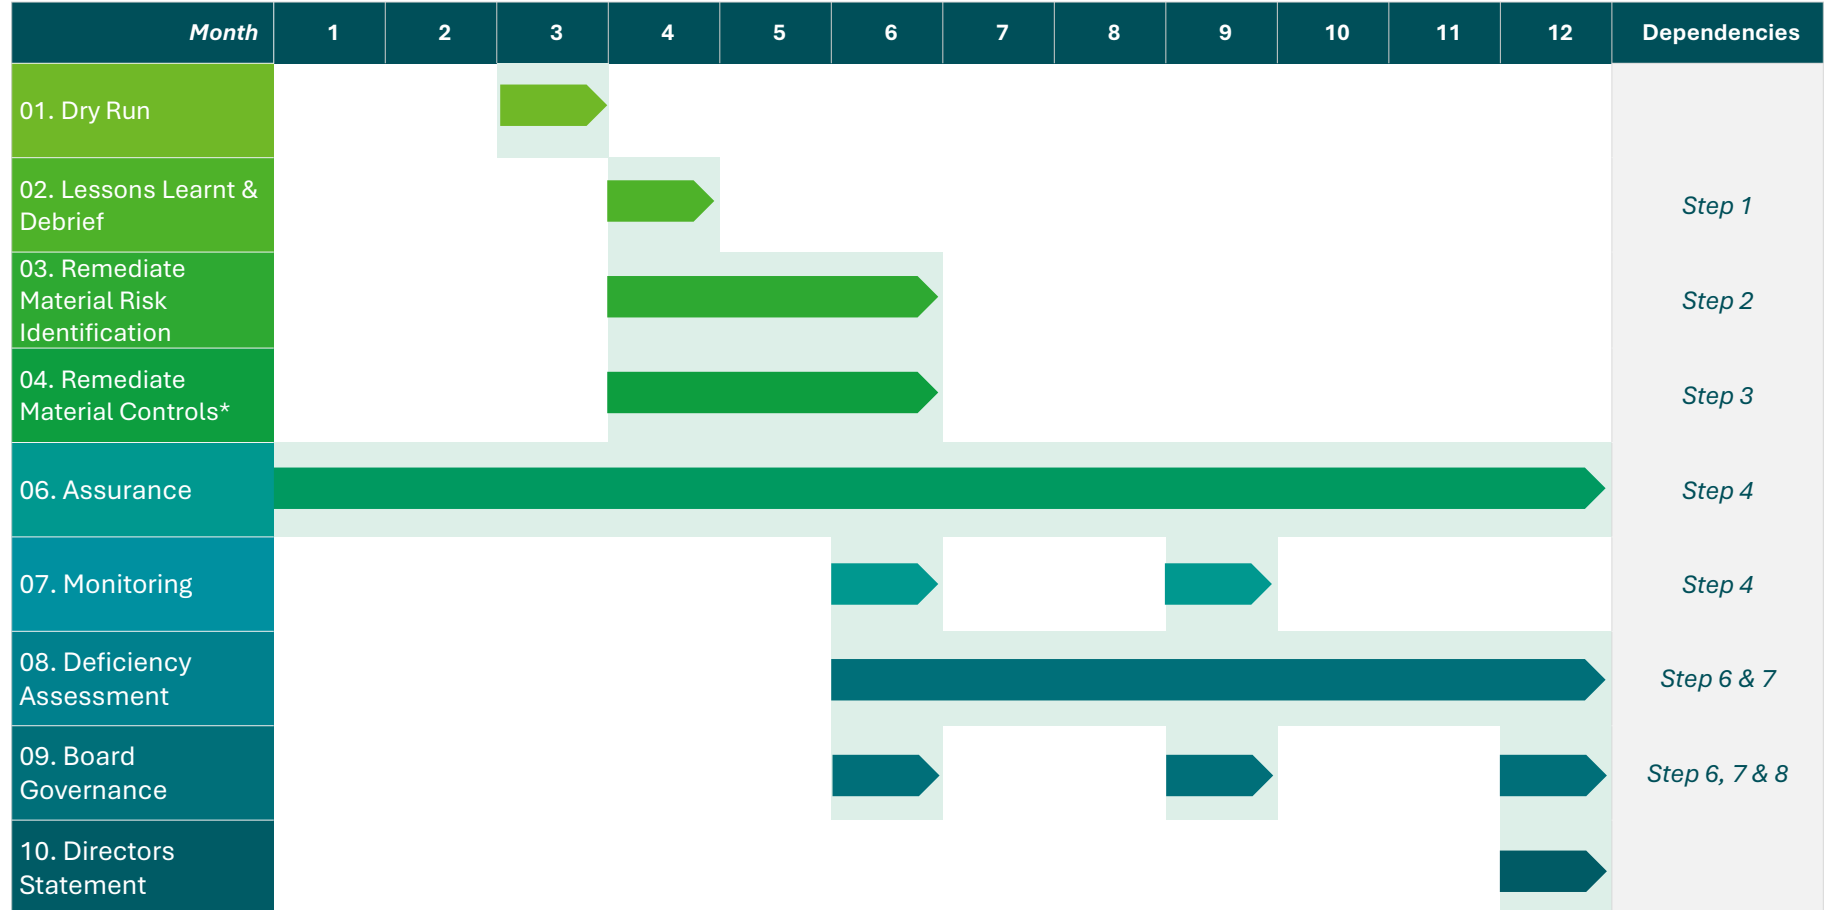 Month 1 2 3 4 5 6 7 8 9 10 11 12 Dependencies
01. Dry Run
02. Lessons Learnt &
Debrief
Step 1
03. Remediate
Material Risk
Identification
Step 2
04. Remediate
Material Controls*
Step 3
06. Assurance
Step 4
07. Monitoring
Step 4
08. Deficiency
Assessment
Step 6 & 7
09. Board
Governance
Step 6, 7 & 8
10. Directors
Statement